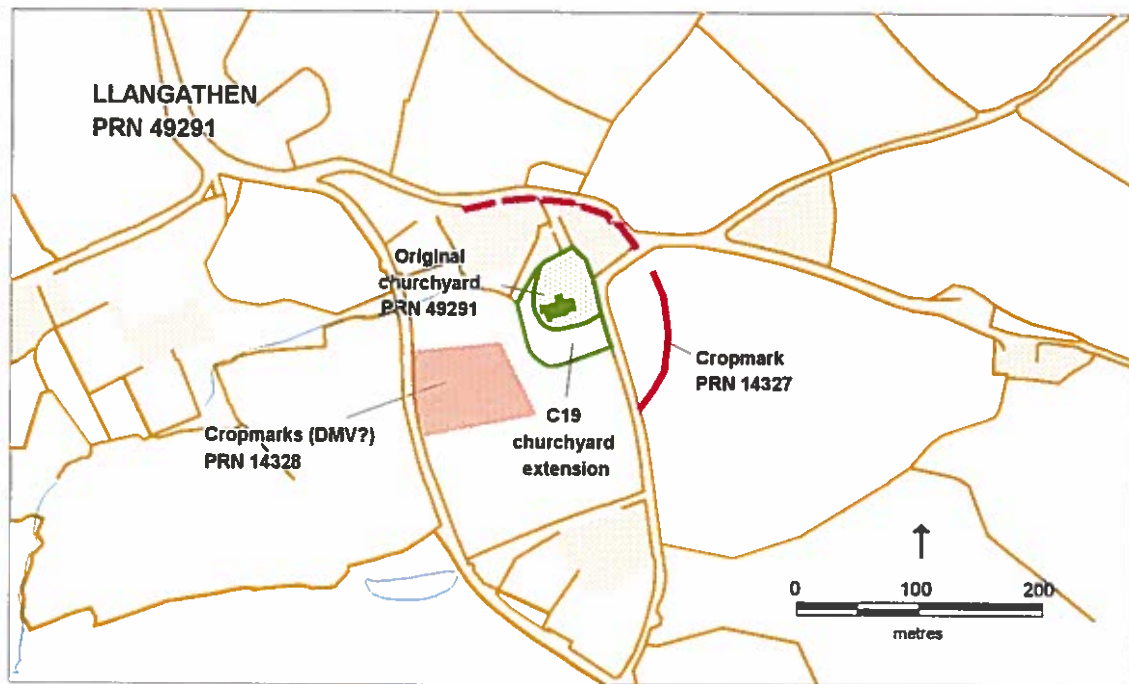 LLANGATHEN
PRN 49291
Original
churchyard
PRN 49291
Cropmark
PRN 14327
Cropmarks (DMV?)
PRN 14328
C19
churchyard
extension
0 100 200
metres